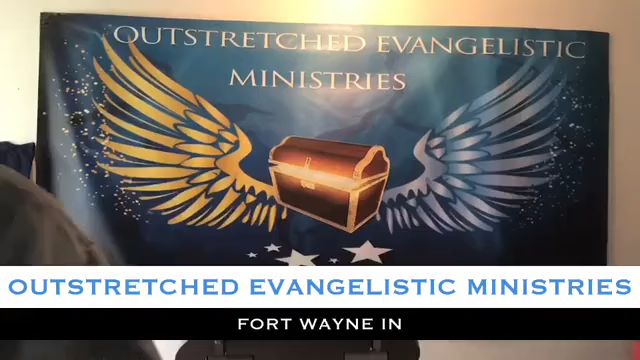 OUTSTRETCHED EVANGELISTIC
MINISTRIES
OUTSTRETCHED EVANGELISTIC MINISTRIES
FORT WAYNE IN